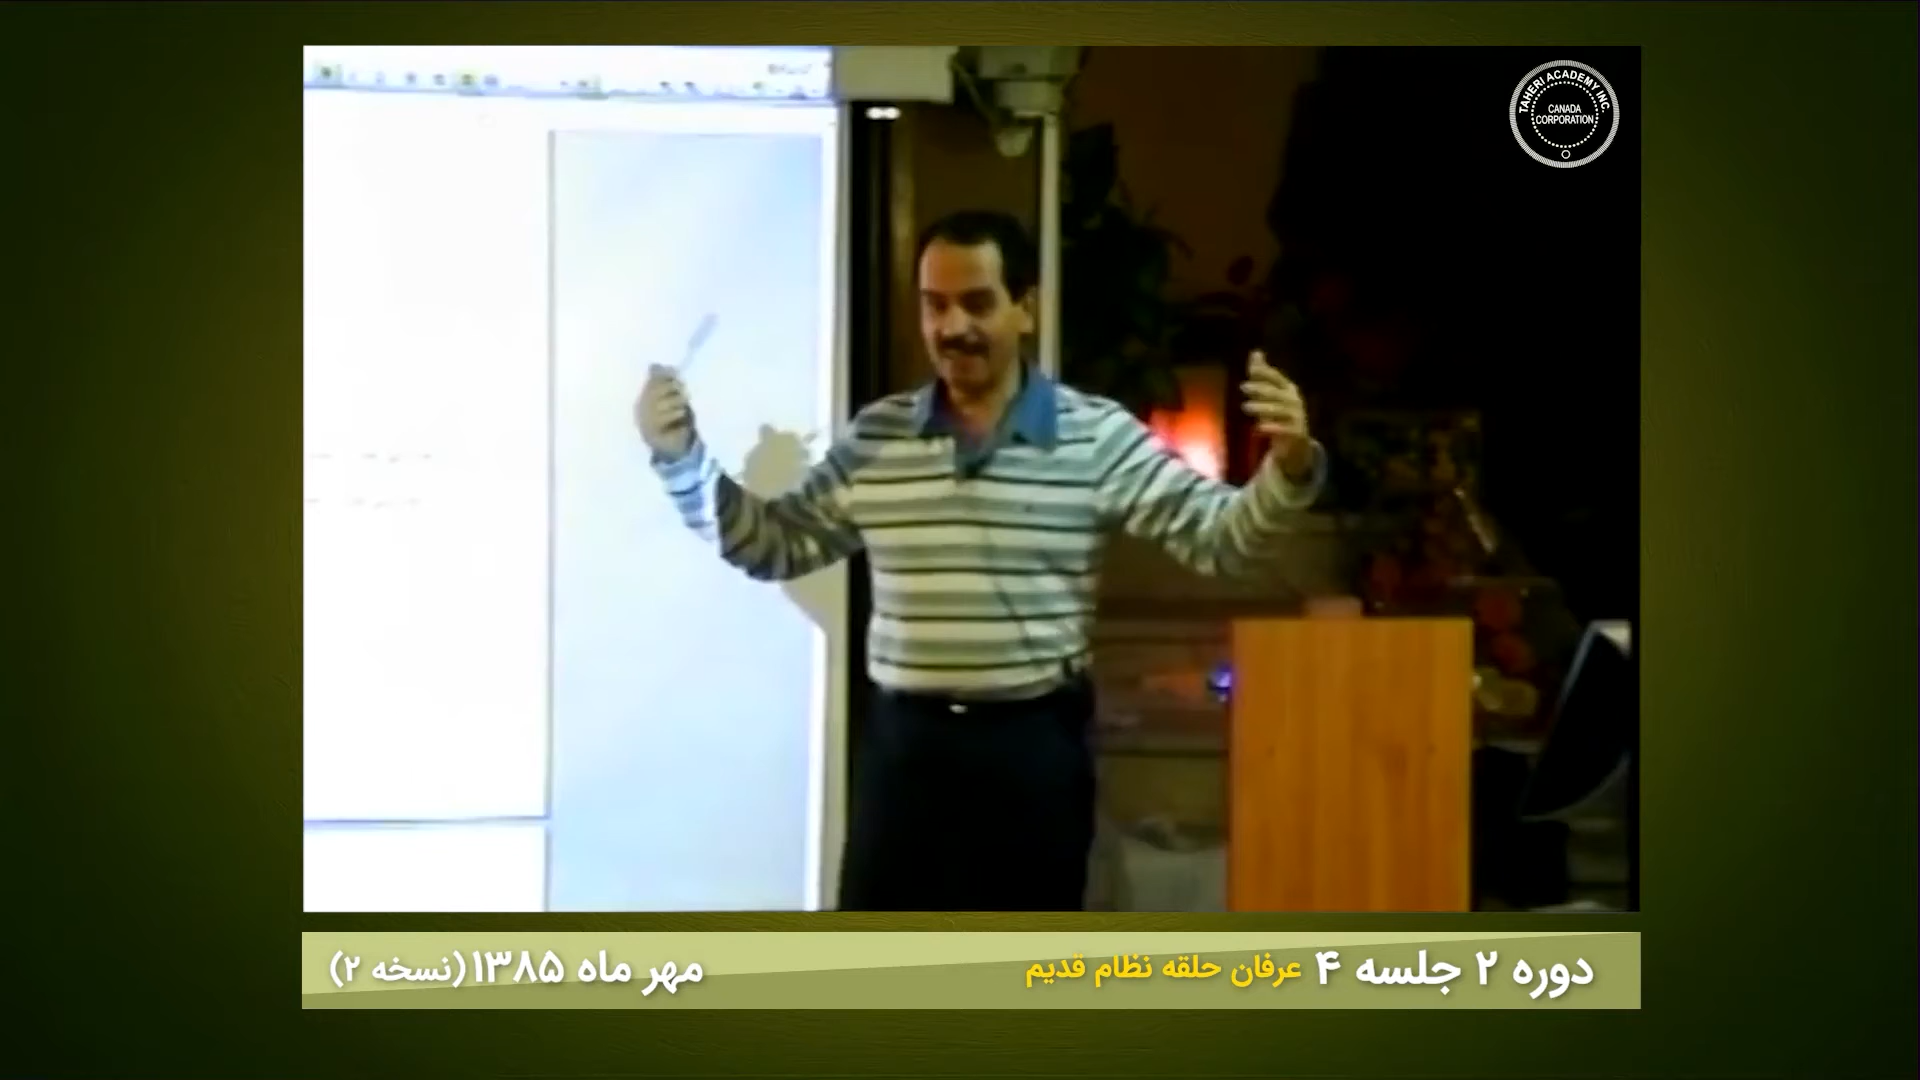 TAHERI ACADEMY INC.
CANADA
CORPORATION
دوره ۲ جلسه ۴ عرفان حلقه نظام قدیم
مهر ماه ۱۳۸۵ (نسخه ۲)